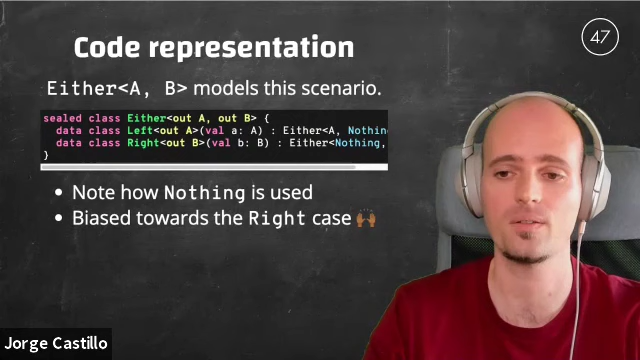 47
Code representation
Either<A, B> models this scenario.
sealed class Either<out A, out B> {
data class Left<out A>(val a: A) : Either<A, Nothin
data class Right<out B>(val b: B) : Either<Nothing,
}
• Note how Nothing is used
• Biased towards the Right case 🙌🏾
Jorge Castillo